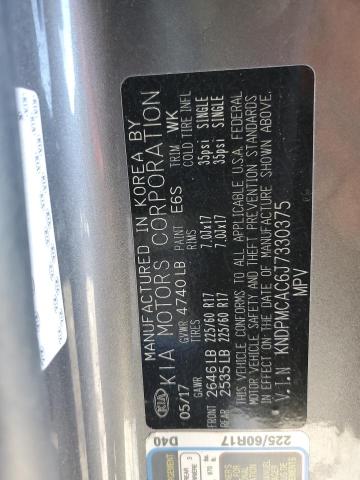 MANUFACTURED IN KOREA BY
KIA KIA MOTORS CORPORATION
05/17 GVWR 4740 LB PAINT E6S TRIM WK
GAWR TIRES RIMS COLD TIRE INFL
FRONT 2646 LB 225/60 R17 7.00x17 35psi SINGLE
REAR 2535 LB 225/60 R17 7.00x17 35psi SINGLE
THIS VEHICLE CONFORMS TO ALL APPLICABLE U.S.A. FEDERAL
MOTOR VEHICLE SAFETY AND THEFT PREVENTION STANDARDS
IN EFFECT ON THE DATE OF MANUFACTURE SHOWN ABOVE.
V.I.N KNDPMCAC6J7330375
MPV
225/60R17
D40